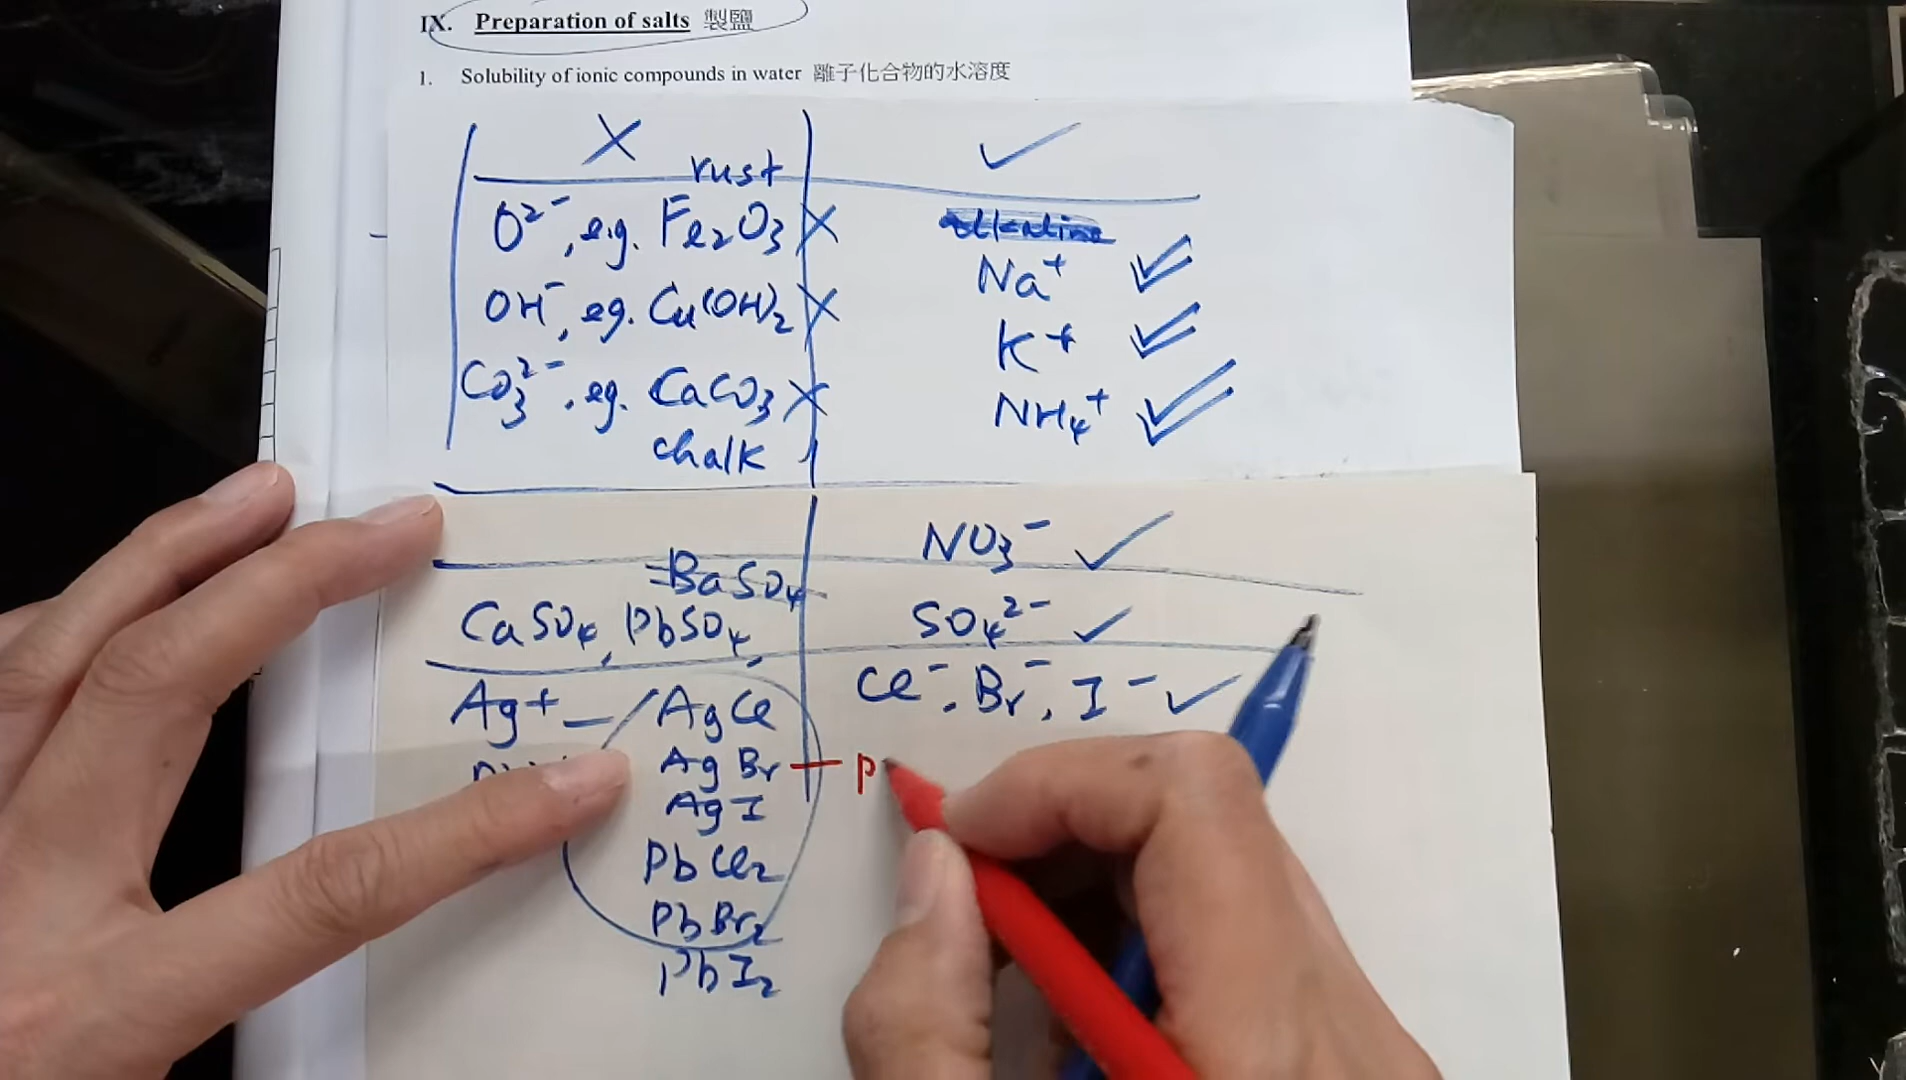 IX. Preparation of salts 製鹽
1. Solubility of ionic compounds in water 離子化合物的水溶度
X ✓
rust
O²⁻, e.g. Fe₂O₃ X
Na⁺ ✓
OH⁻, eg. Cu(OH)₂ X
K⁺ ✓
CO₃²⁻, eg. CaCO₃ X
NH₄⁺ ✓
chalk
NO₃⁻ ✓
BaSO₄
CaSO₄, PbSO₄, SO₄²⁻ ✓
Ag⁺ — AgCl Cl⁻, Br⁻, I⁻ ✓
AgBr — p
AgI
PbCl₂
PbBr₂
PbI₂